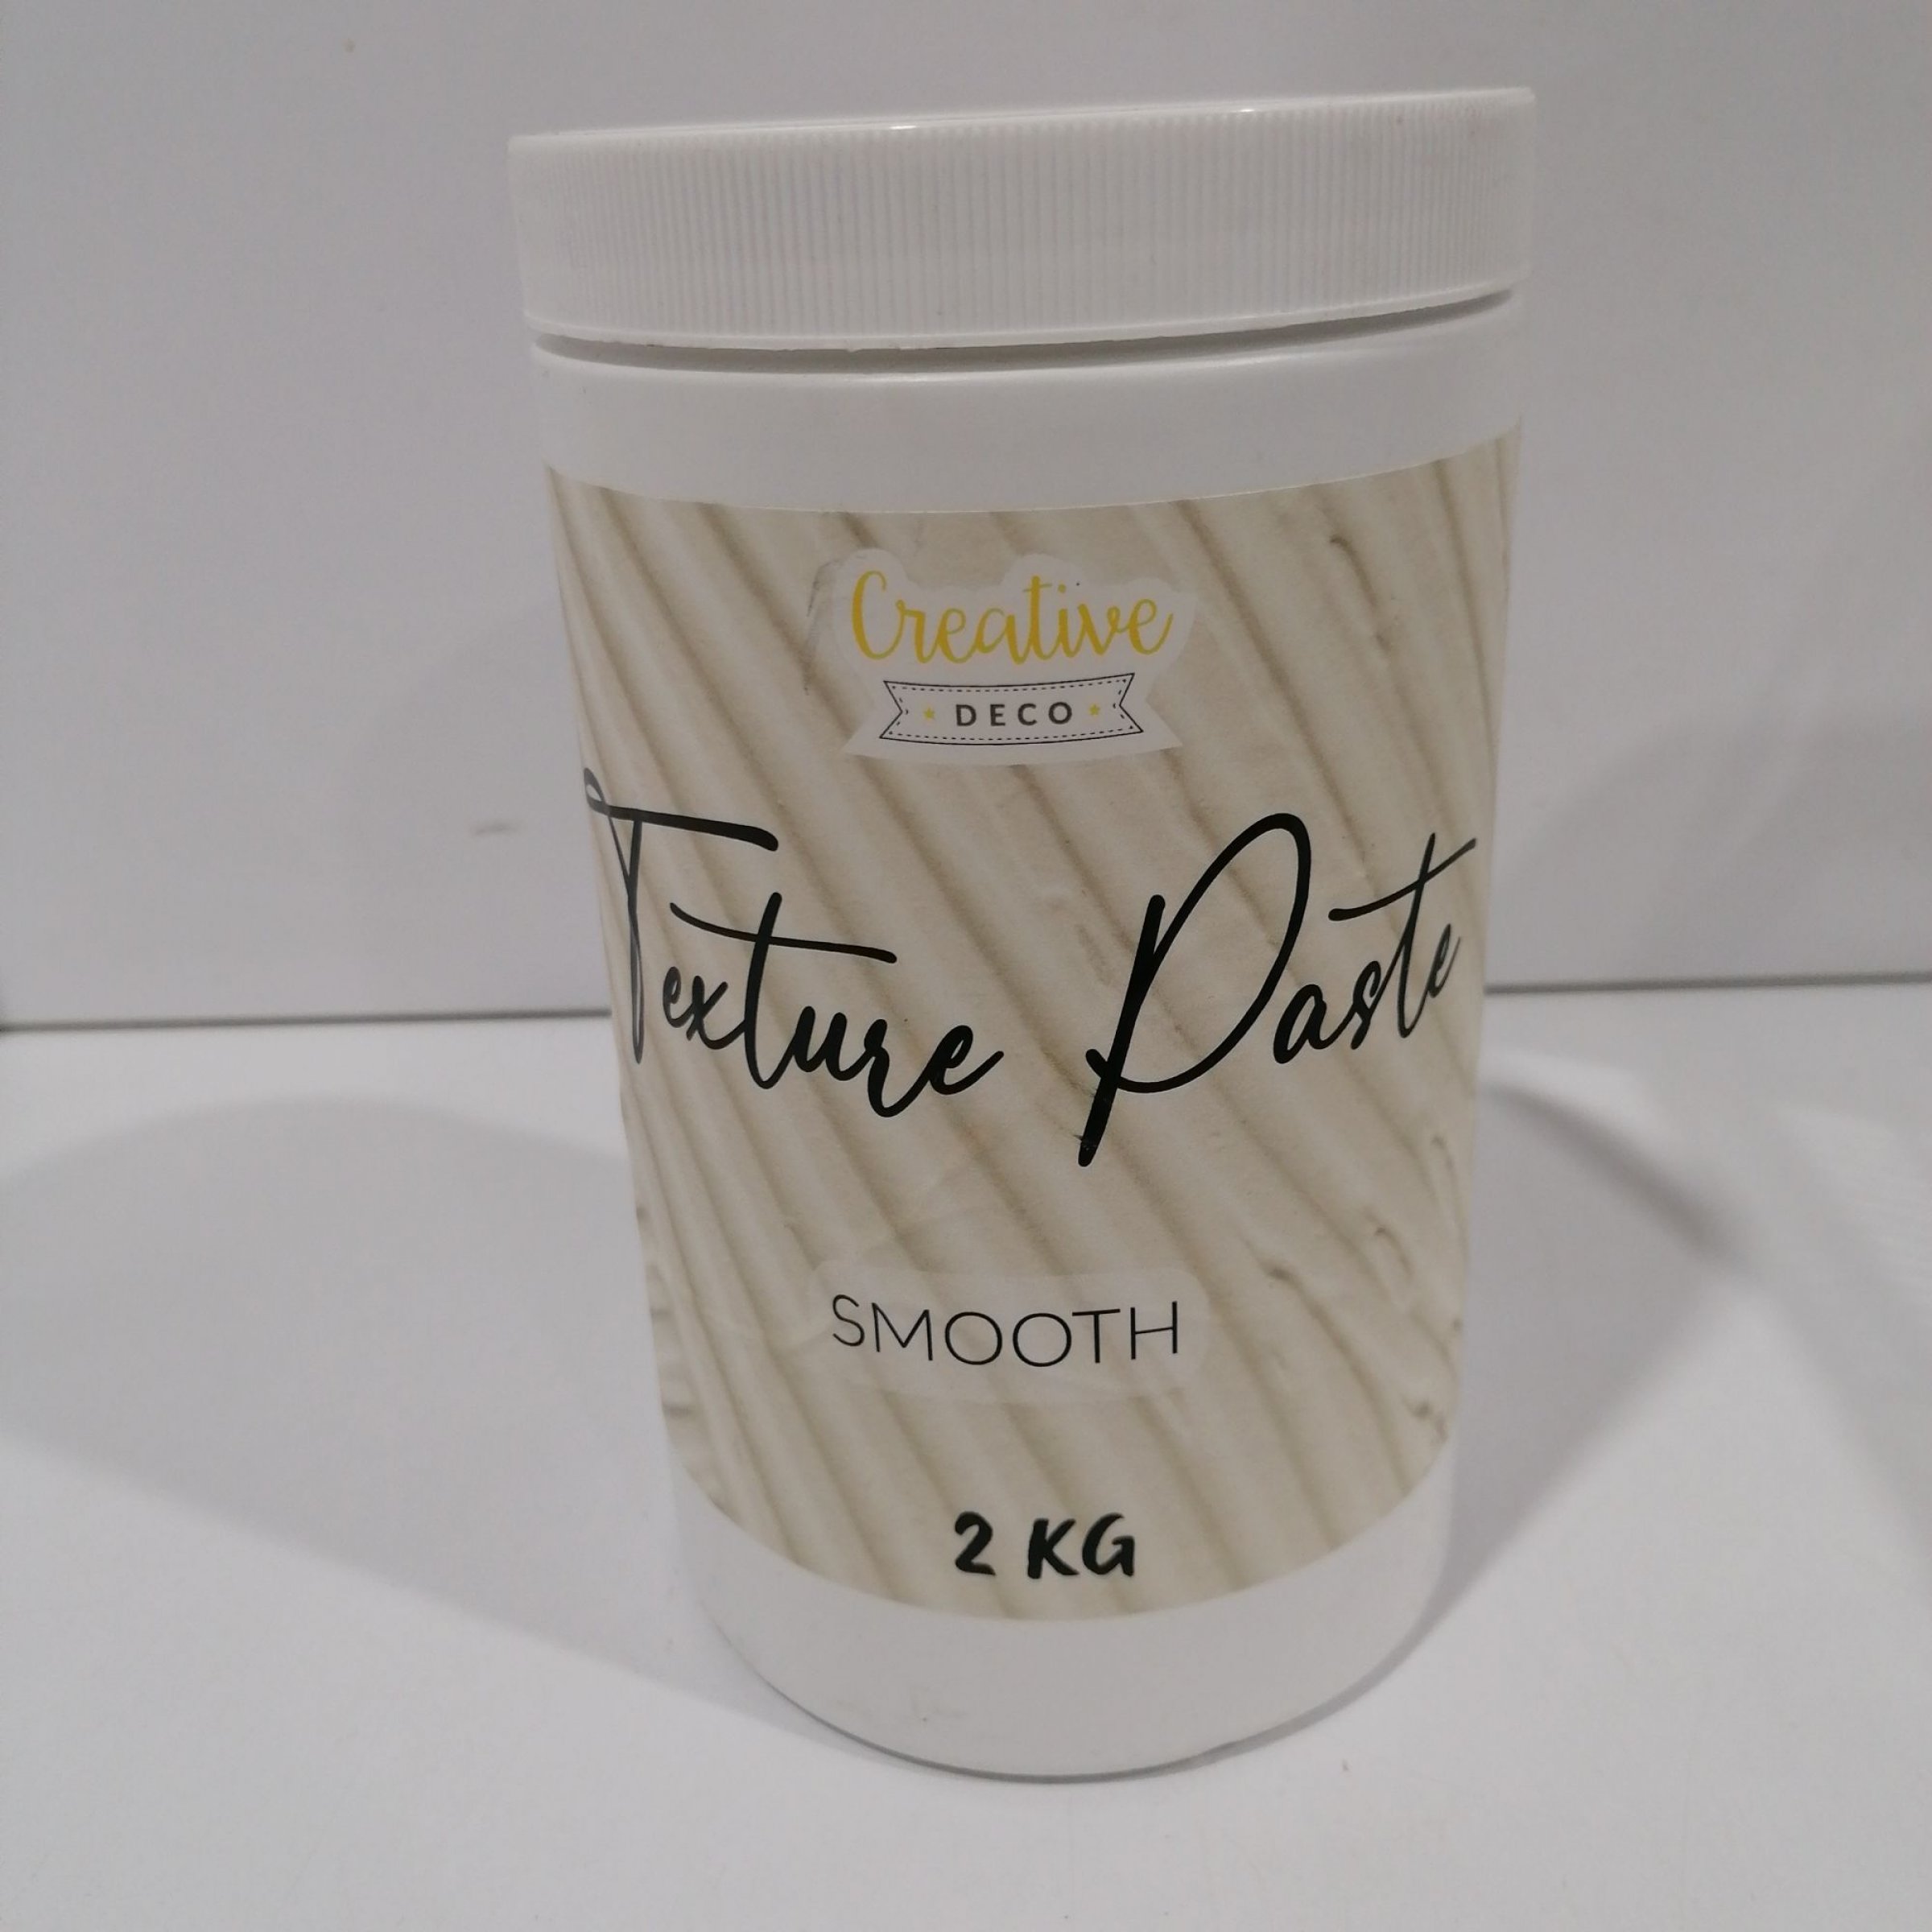 Creative
DECO
Texture Paste
SMOOTH
2 KG